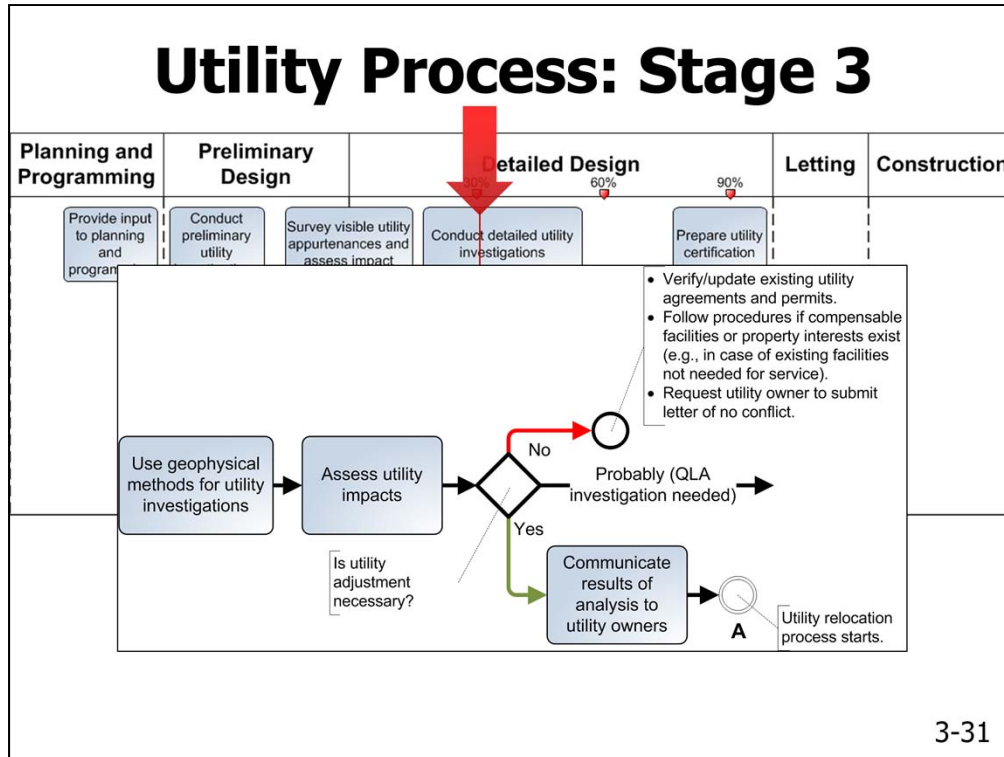 Utility Process: Stage 3
Planning and
Programming
Preliminary
Design
Detailed Design
Letting
Construction
30%
60%
90%
Provide input
to planning
and
Conduct
preliminary
utility
Survey visible utility
appurtenances and
assess impact
Conduct detailed utility
investigations
Prepare utility
certification
• Verify/update existing utility
agreements and permits.
• Follow procedures if compensable
facilities or property interests exist
(e.g., in case of existing facilities
not needed for service).
• Request utility owner to submit
letter of no conflict.
Use geophysical
methods for utility
investigations
Assess utility
impacts
No
Probably (QLA
investigation needed)
Yes
Is utility
adjustment
necessary?
Communicate
results of
analysis to
utility owners
A
Utility relocation
process starts.
3-31